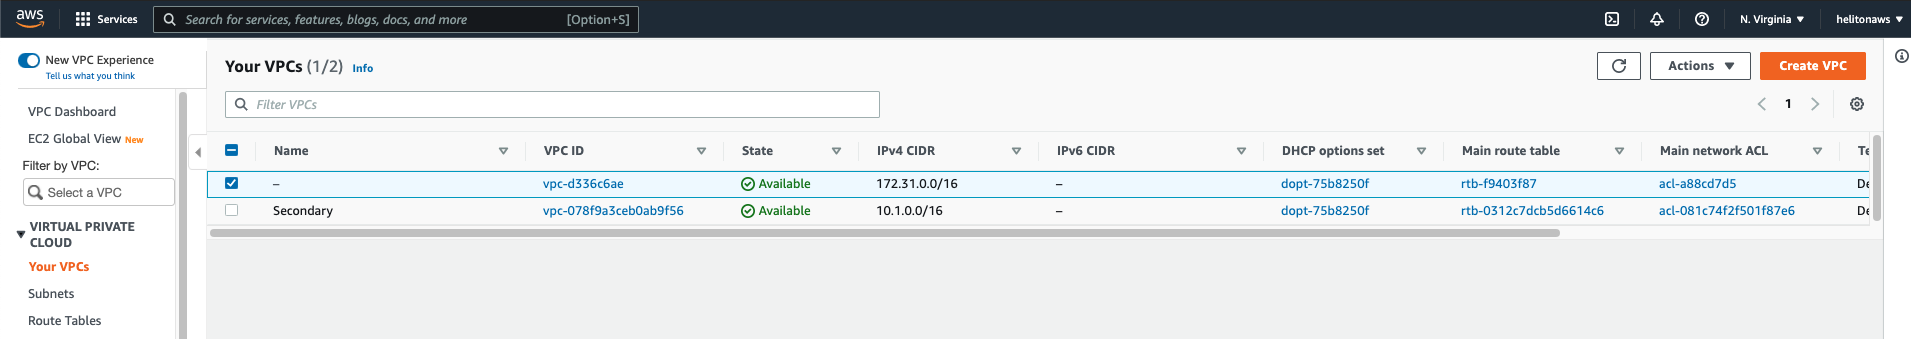 aws Services Search for services, features, blogs, docs, and more [Option+S] N. Virginia ▼ helitonaws ▼
New VPC Experience
Tell us what you think
VPC Dashboard
EC2 Global View New
Filter by VPC:
Select a VPC
VIRTUAL PRIVATE
CLOUD
Your VPCs
Subnets
Route Tables
Your VPCs (1/2) Info
Actions ▼ Create VPC
Filter VPCs
1
Name VPC ID State IPv4 CIDR IPv6 CIDR DHCP options set Main route table Main network ACL Te
– vpc-d336c6ae Available 172.31.0.0/16 – dopt-75b8250f rtb-f9403f87 acl-a88cd7d5 De
Secondary vpc-078f9a3ceb0ab9f56 Available 10.1.0.0/16 – dopt-75b8250f rtb-0312c7dcb5d6614c6 acl-081c74f2f501f87e6 De